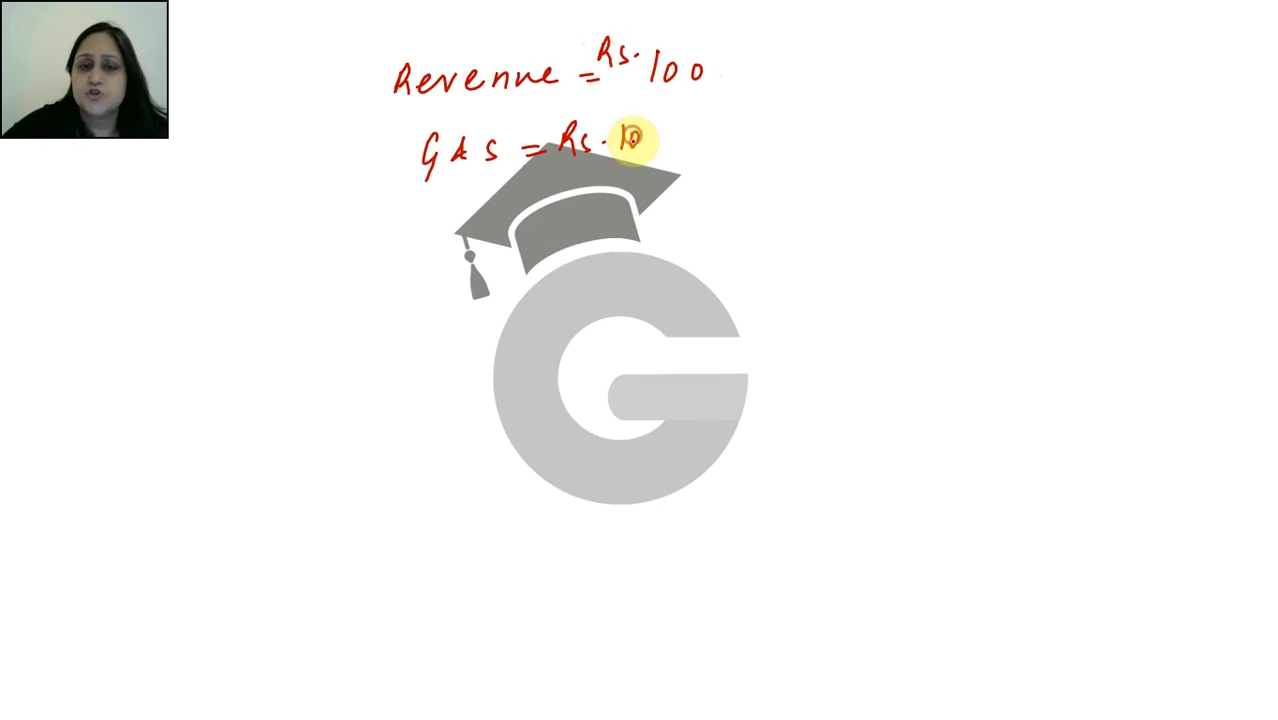 Revenue = Rs. 100
G & S = Rs. 10